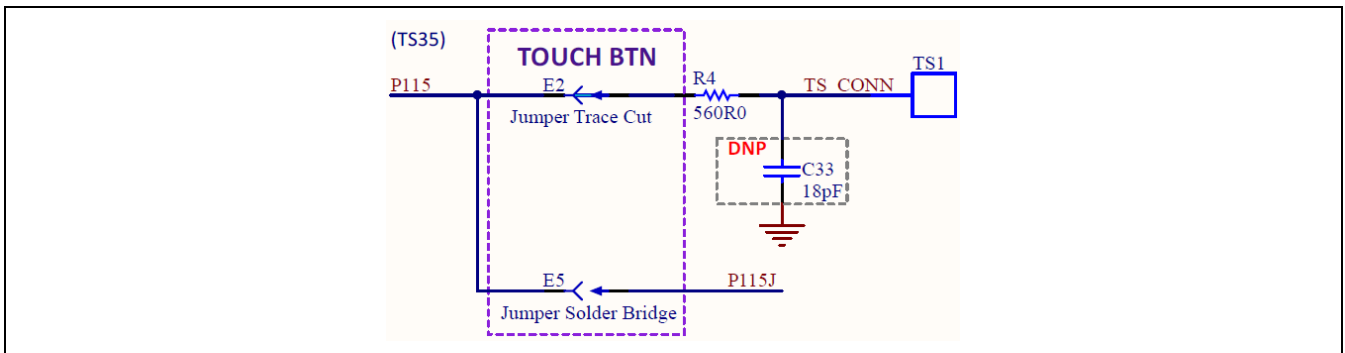 (TS35)
TOUCH BTN
TS1
P115
E2
R4
TS_CONN
Jumper Trace Cut
560R0
DNP
C33
18pF
E5
P115J
Jumper Solder Bridge